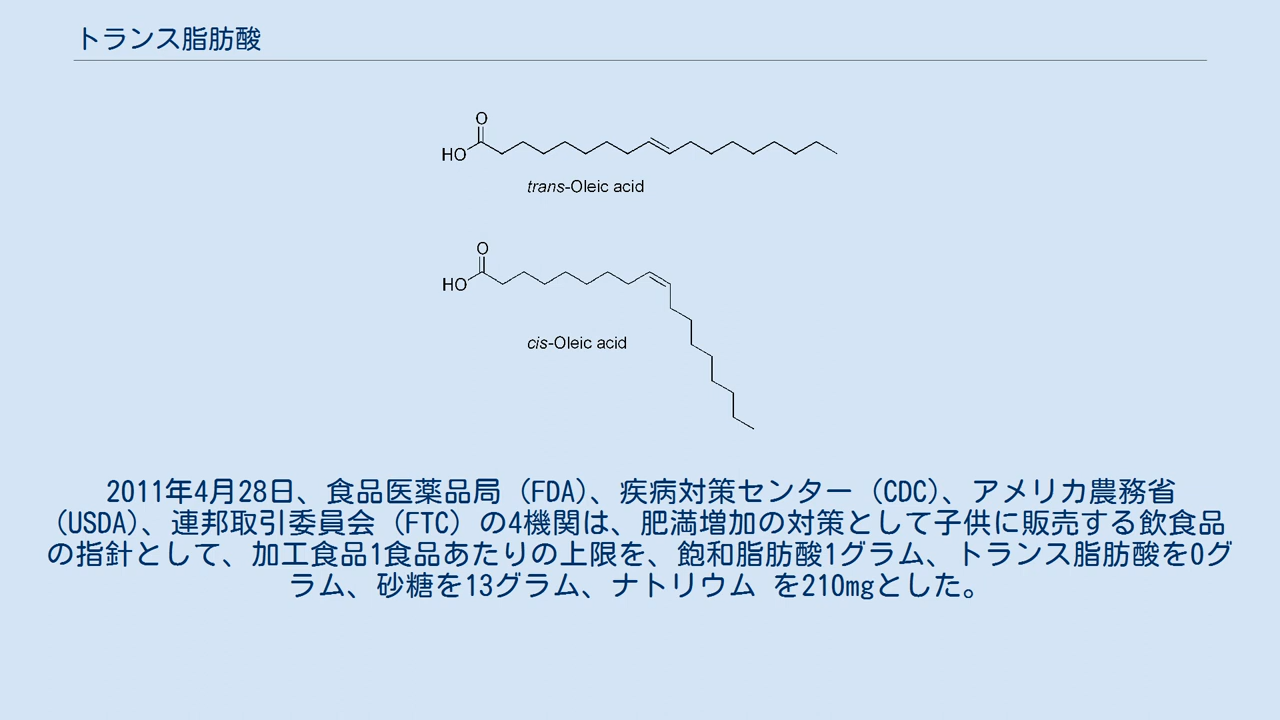 トランス脂肪酸
O
HO
trans-Oleic acid
O
HO
cis-Oleic acid
2011年4月28日、食品医薬品局（FDA）、疾病対策センター（CDC）、アメリカ農務省
（USDA）、連邦取引委員会（FTC）の4機関は、肥満増加の対策として子供に販売する飲食品
の指針として、加工食品1食品あたりの上限を、飽和脂肪酸1グラム、トランス脂肪酸を0グ
ラム、砂糖を13グラム、ナトリウム を210mgとした。